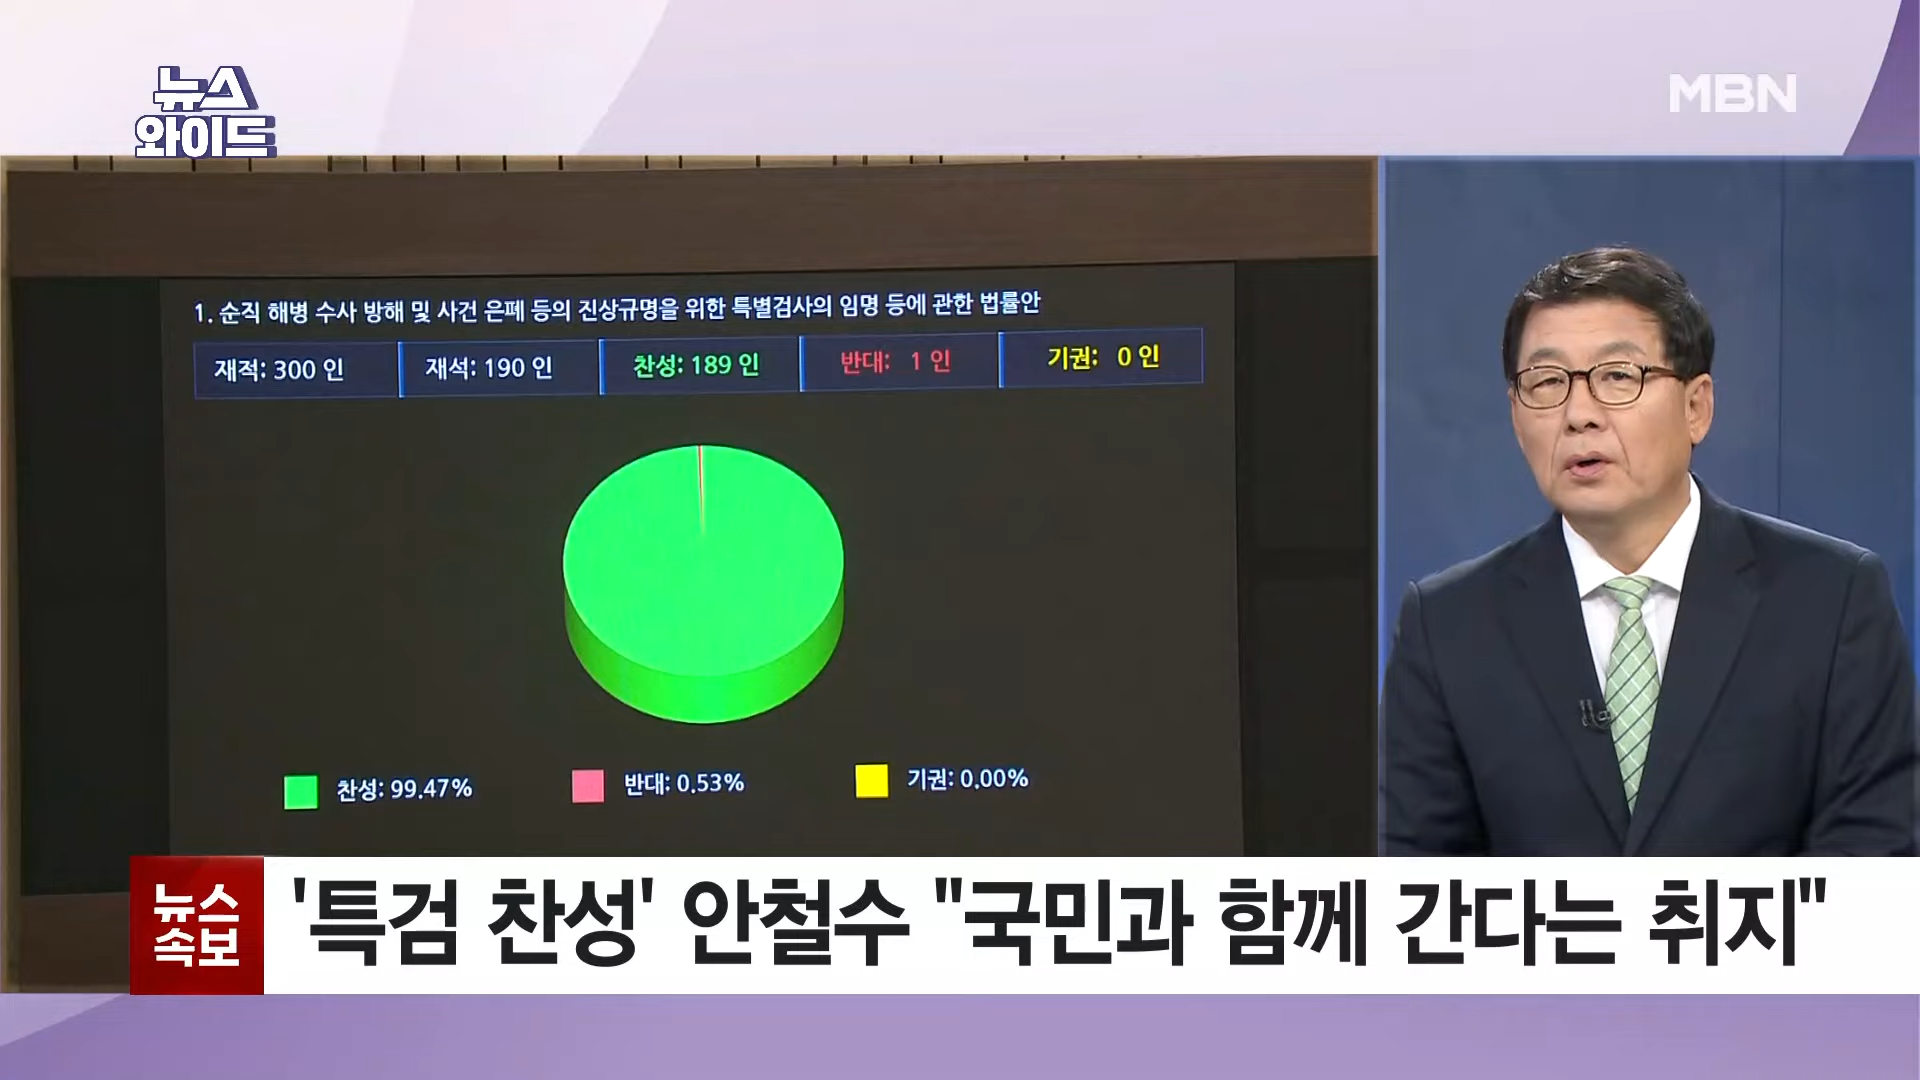 뉴스
와이드
MBN
1. 순직 해병 수사 방해 및 사건 은폐 등의 진상규명을 위한 특별검사의 임명 등에 관한 법률안
재적: 300 인 재석: 190 인 찬성: 189 인 반대: 1 인 기권: 0 인
찬성: 99.47% 반대: 0.53% 기권: 0.00%
뉴스
속보
'특검 찬성' 안철수 "국민과 함께 간다는 취지"